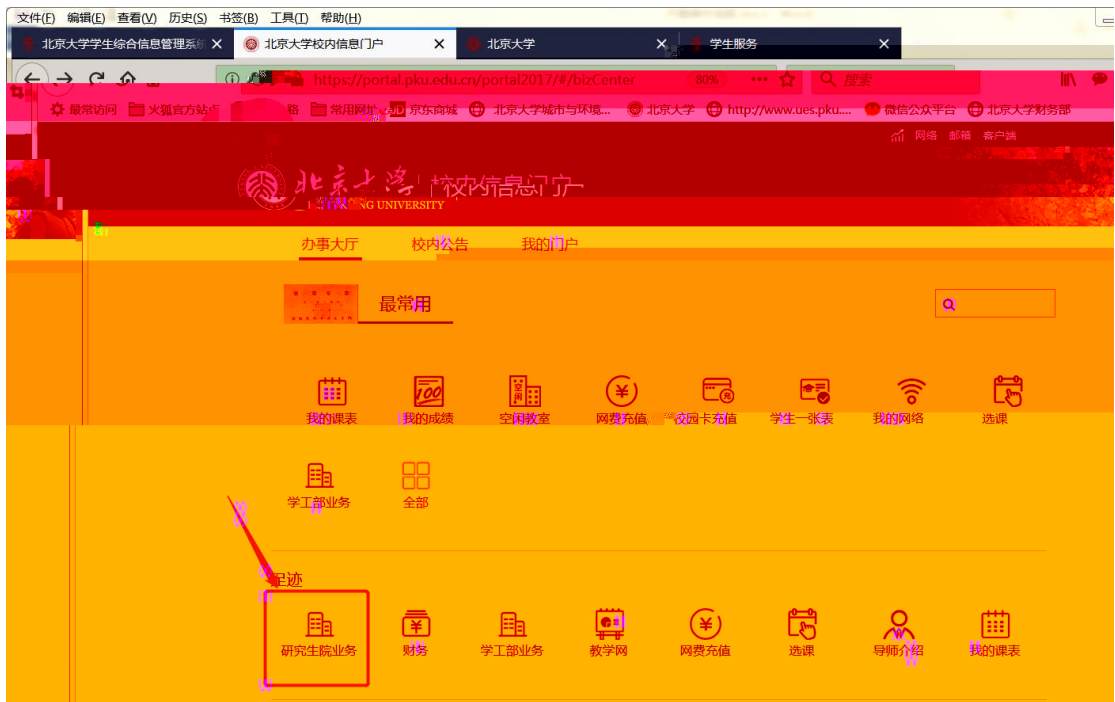 文件(F) 编辑(E) 查看(V) 历史(S) 书签(B) 工具(T) 帮助(H)
北京大学学生综合信息管理系统 北京大学校内信息门户 北京大学 学生服务
https://portal.pku.edu.cn/portal2017/#/bizCenter 80% 搜索
最常访问 火狐官方站点 常用网址 JD 京东商城 北京大学城市与环境... 北京大学 http://www.ues.pku.... 微信公众平台 北京大学财务部
网络 邮箱 客户端
北京大学 校内信息门户
UNIVERSITY
办事大厅 校内公告 我的门户
最常用
我的课表 我的成绩 空闲教室 网费充值 校园卡充值 学生一张表 我的网络 选课
学工部业务 全部
足迹
研究生院业务 财务 学工部业务 教学网 网费充值 选课 导师介绍 我的课表